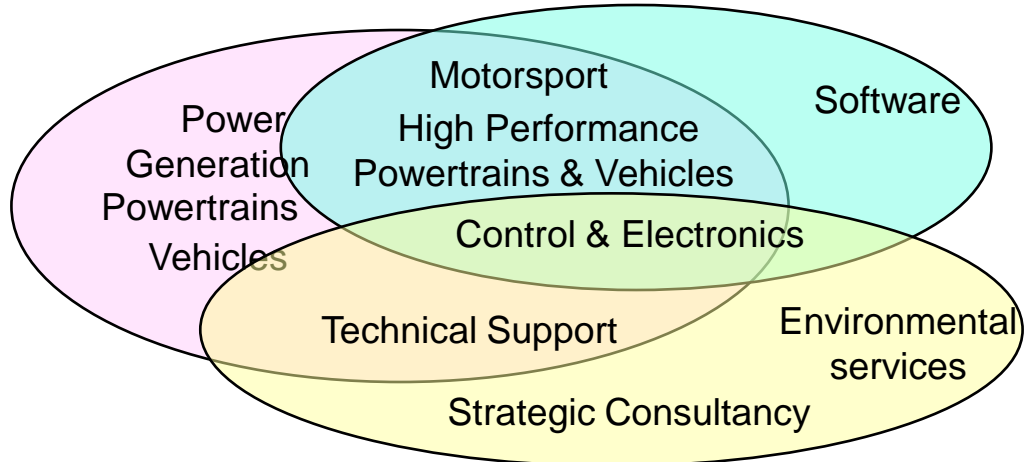 Motorsport
Software
Power
Generation
Powertrains
Vehicles
High Performance
Powertrains & Vehicles
Control & Electronics
Technical Support
Environmental
services
Strategic Consultancy